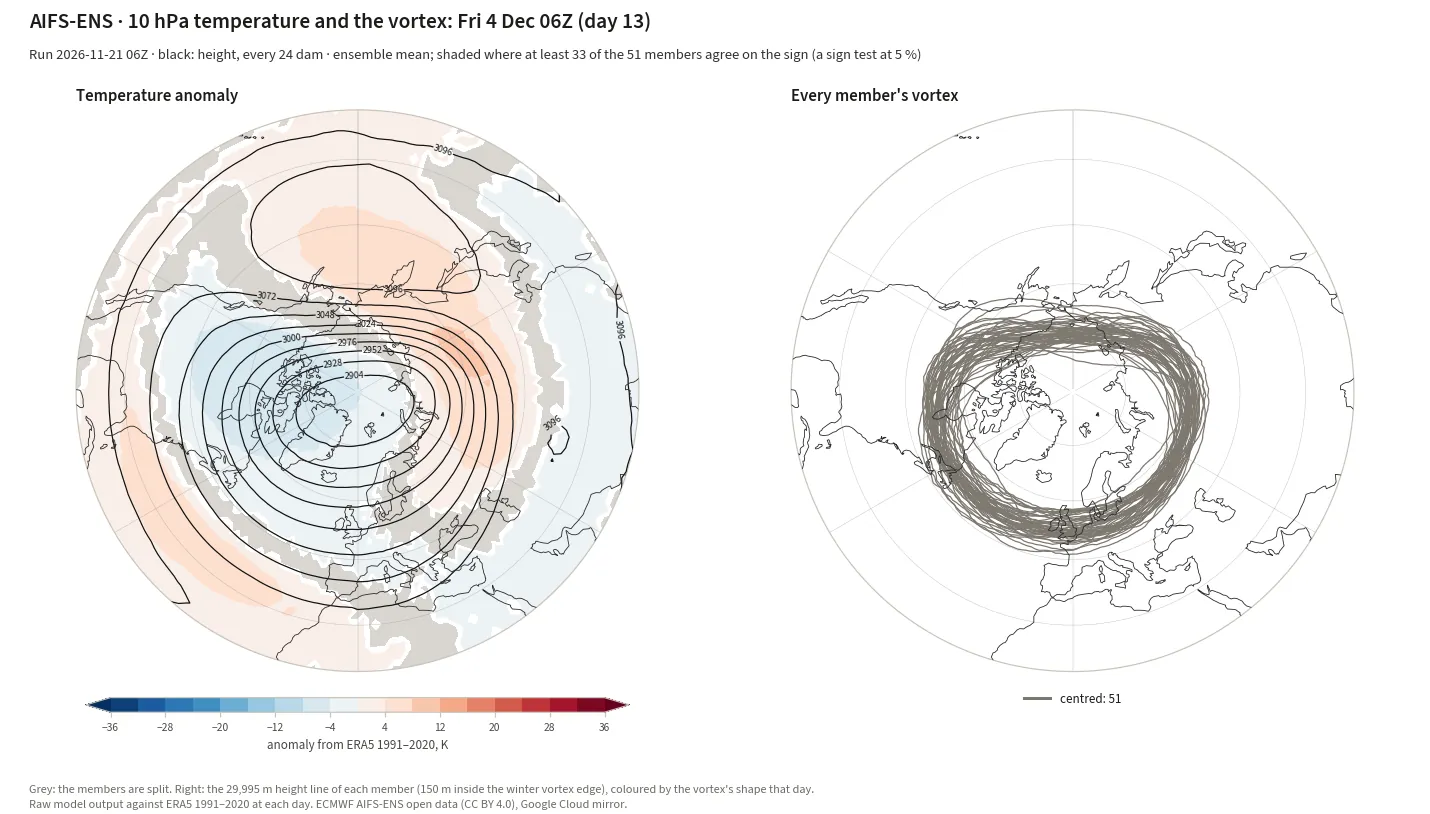 AIFS-ENS · 10 hPa temperature and the vortex: Fri 4 Dec 06Z (day 13)
Run 2026-11-21 06Z · black: height, every 24 dam · ensemble mean; shaded where at least 33 of the 51 members agree on the sign (a sign test at 5 %)
Temperature anomaly
Every member's vortex
3096
3072
3096
3048
3024
3000
2976
2952
2928
2904
3096
3096
centred: 51
−36
−28
−20
−12
−4
4
12
20
28
36
anomaly from ERA5 1991–2020, K
Grey: the members are split. Right: the 29,995 m height line of each member (150 m inside the winter vortex edge), coloured by the vortex's shape that day.
Raw model output against ERA5 1991–2020 at each day. ECMWF AIFS-ENS open data (CC BY 4.0), Google Cloud mirror.